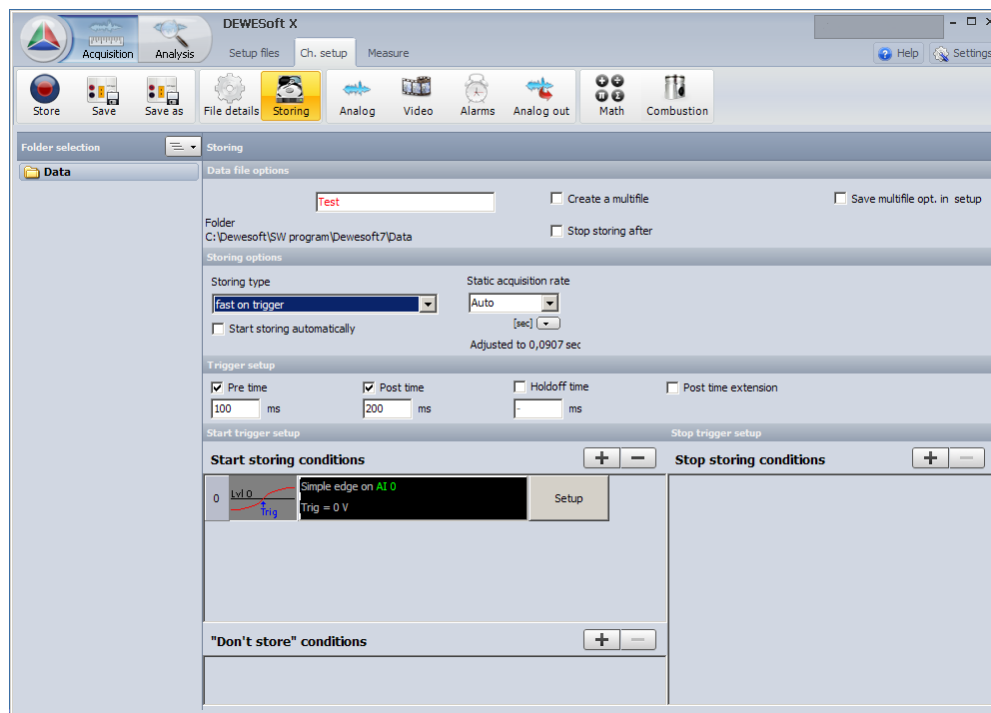 DEWESoft X
Acquisition Analysis
Setup files Ch. setup Measure
Help Settings
Store Save Save as File details Storing Analog Video Alarms Analog out Math Combustion
Folder selection
Data
Storing
Data file options
Test
Create a multifile
Save multifile opt. in setup
Folder
C:\Dewesoft\SW program\Dewesoft7\Data
Stop storing after
Storing options
Storing type
Static acquisition rate
fast on trigger
Auto
[sec]
Start storing automatically
Adjusted to 0,0907 sec
Trigger setup
Pre time Post time Holdoff time Post time extension
100 ms 200 ms - ms
Start trigger setup
Stop trigger setup
Start storing conditions + −
Stop storing conditions + −
0
Lvl 0
Trig
Simple edge on AI 0
Trig = 0 V
Setup
"Don't store" conditions + −